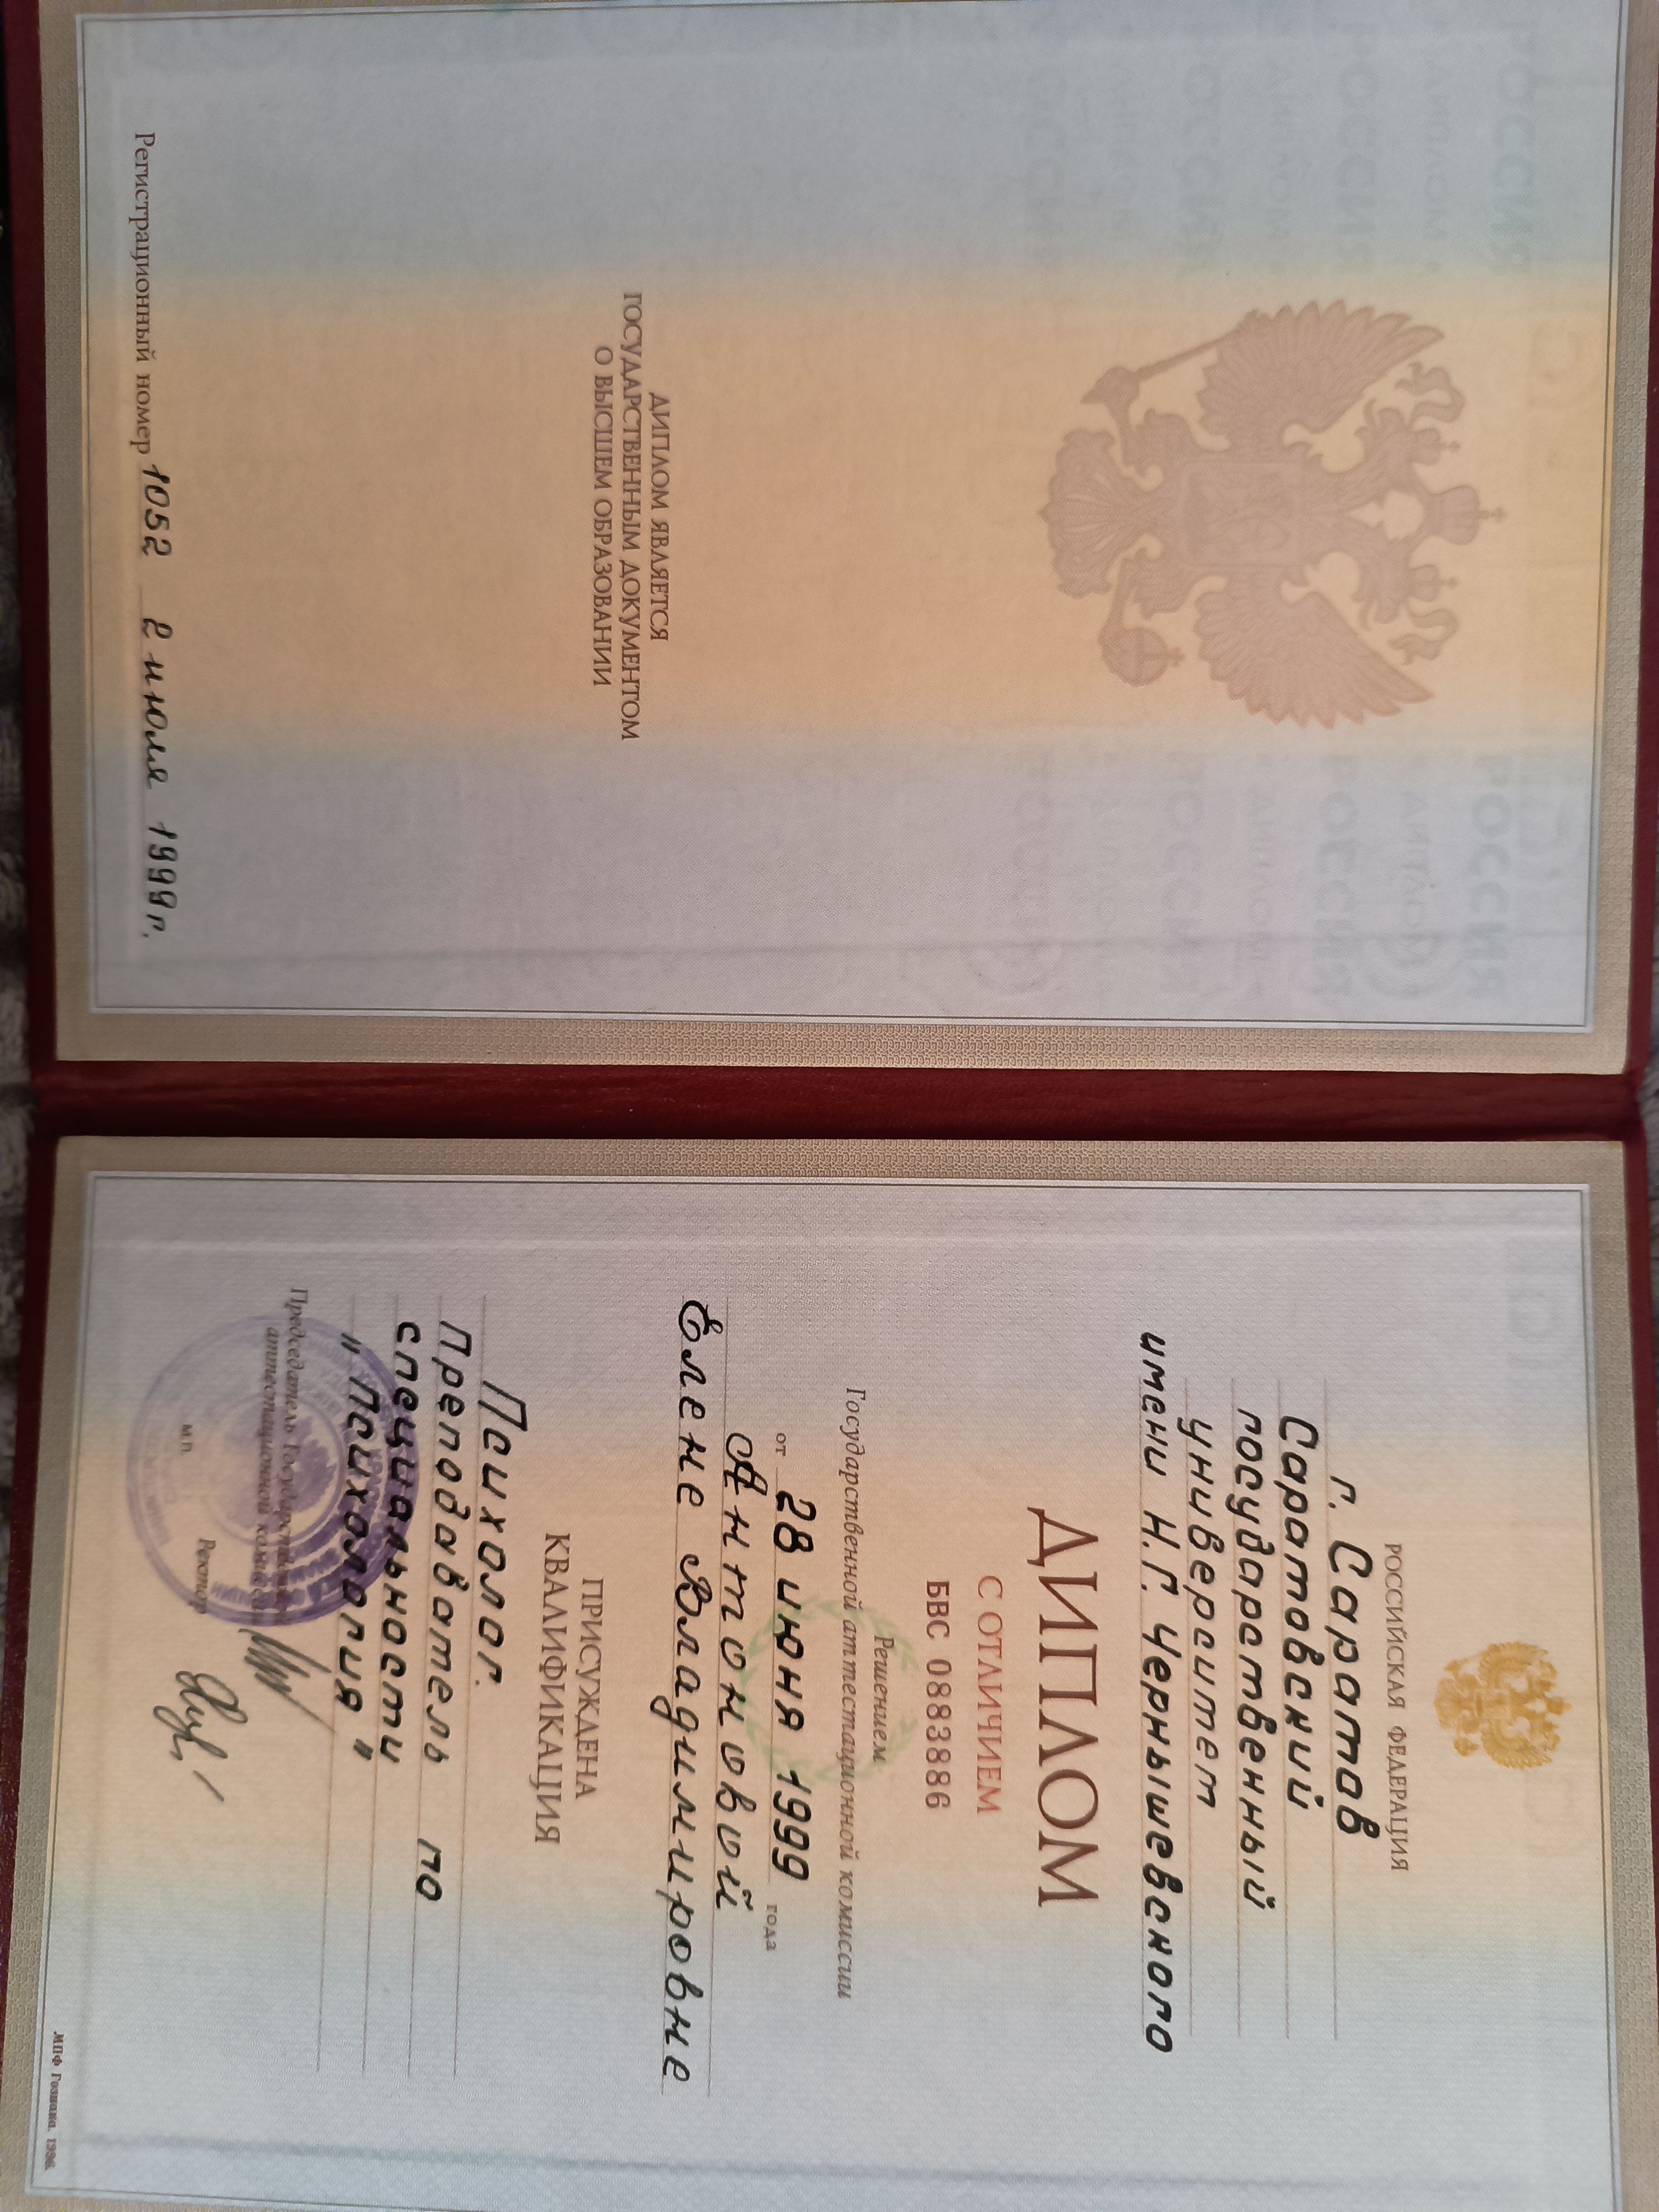 ДИПЛОМ ЯВЛЯЕТСЯ
ГОСУДАРСТВЕННЫМ ДОКУМЕНТОМ
О ВЫСШЕМ ОБРАЗОВАНИИ
Регистрационный номер 1052 2 июля 1999 г.
РОССИЙСКАЯ ФЕДЕРАЦИЯ
г. Саратов
Саратовский
государственный
университет
имени Н.Г. Чернышевского
ДИПЛОМ
С ОТЛИЧИЕМ
БВС 0883886
Решением
Государственной аттестационной комиссии
от 28 июня 1999 года
Антоновой
Елене Владимировне
ПРИСУЖДЕНА
КВАЛИФИКАЦИЯ
Психолог.
Преподаватель по
специальности
„Психология"
Председатель Государственной
аттестационной комиссии
Ректор
М.П.
МПФ Гознака. 1996.